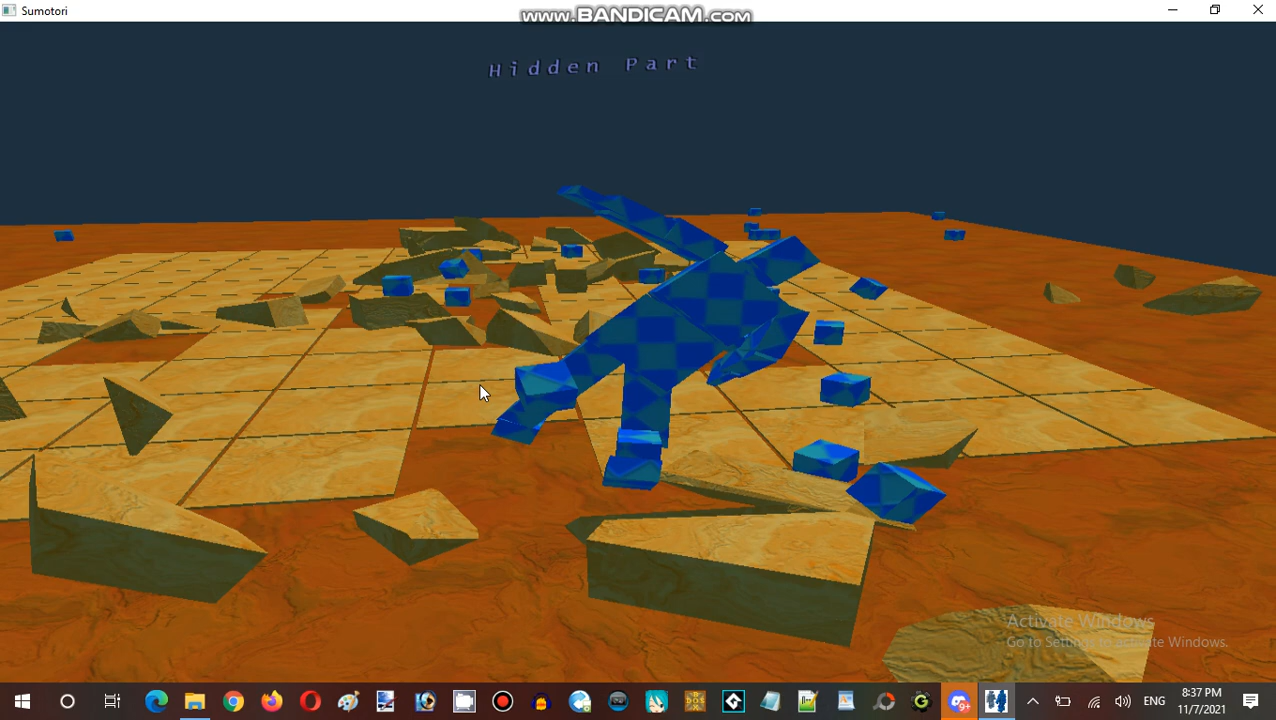 Sumotori
www.BANDICAM.com
Hidden Part
Activate Windows
Go to Settings to activate Windows.
9+
ENG
8:37 PM
11/7/2021